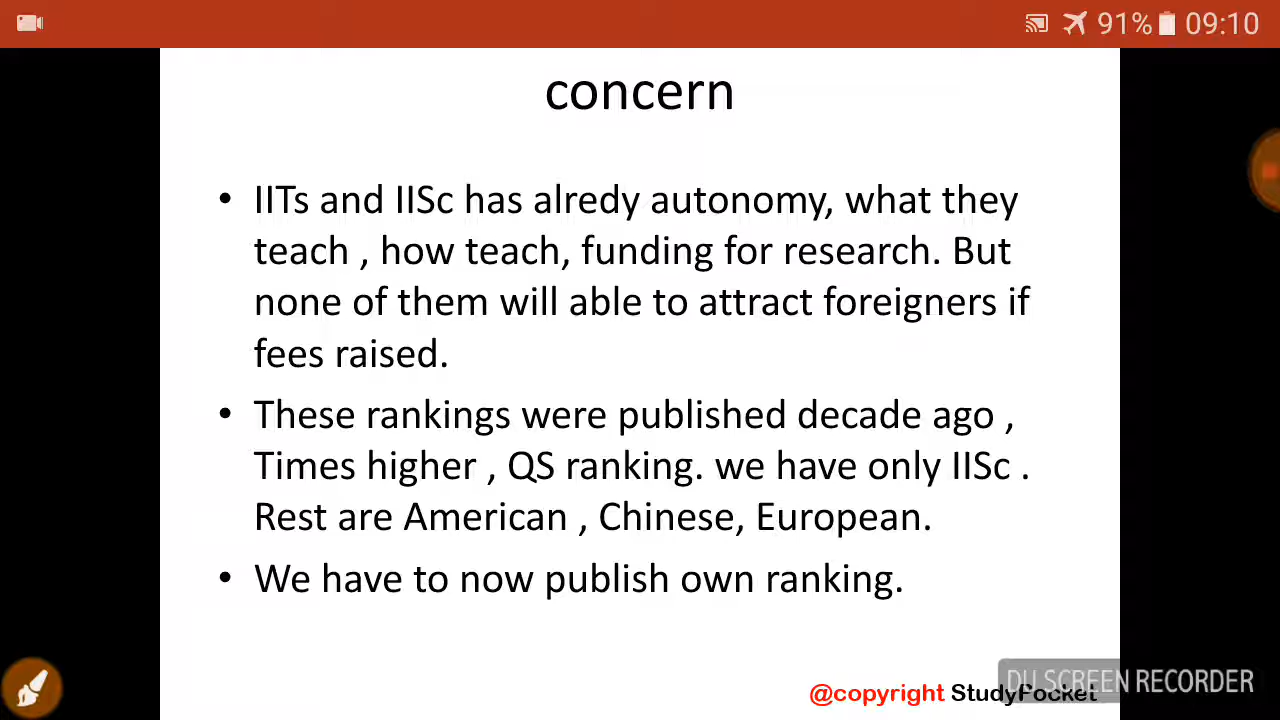 91% 09:10
concern
• IITs and IISc has alredy autonomy, what they
teach , how teach, funding for research. But
none of them will able to attract foreigners if
fees raised.
• These rankings were published decade ago ,
Times higher , QS ranking. we have only IISc .
Rest are American , Chinese, European.
• We have to now publish own ranking.
DU SCREEN RECORDER
@copyright StudyPocket